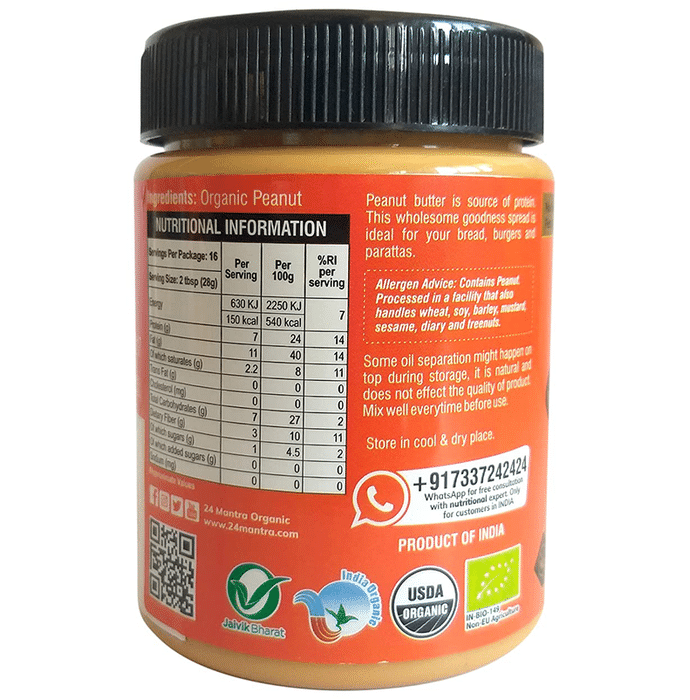 Ingredients: Organic Peanut
NUTRITIONAL INFORMATION
Servings Per Package: 16
Serving Size: 2 tbsp (28g)
Per Serving Per 100g %RI per serving
Energy 630 KJ 2250 KJ 7
150 kcal 540 kcal
Protein (g) 7 24 14
Fat (g) 11 40 14
Of which saturates (g) 2.2 8 11
Trans Fat (g) 0 0 0
Cholesterol (mg) 0 0 0
Total Carbohydrates (g) 7 27 2
Dietary Fiber (g) 3 10 11
Of which sugars (g) 1 4.5 2
Of which added sugars (g) 0 0 0
Sodium (mg) 0 0 0
*Approximate Values
24 Mantra Organic
www.24mantra.com
Jaivik Bharat
India Organic
Peanut butter is source of protein.
This wholesome goodness spread is
ideal for your bread, burgers and
parattas.
Allergen Advice: Contains Peanut.
Processed in a facility that also
handles wheat, soy, barley, mustard,
sesame, diary and treenuts.
Some oil separation might happen on
top during storage, it is natural and
does not effect the quality of product.
Mix well everytime before use.
Store in cool & dry place.
+917337242424
WhatsApp for free consultation
with nutritional expert. Only
for customers in INDIA.
PRODUCT OF INDIA
USDA
ORGANIC
IN-BIO-149
Non-EU Agriculture